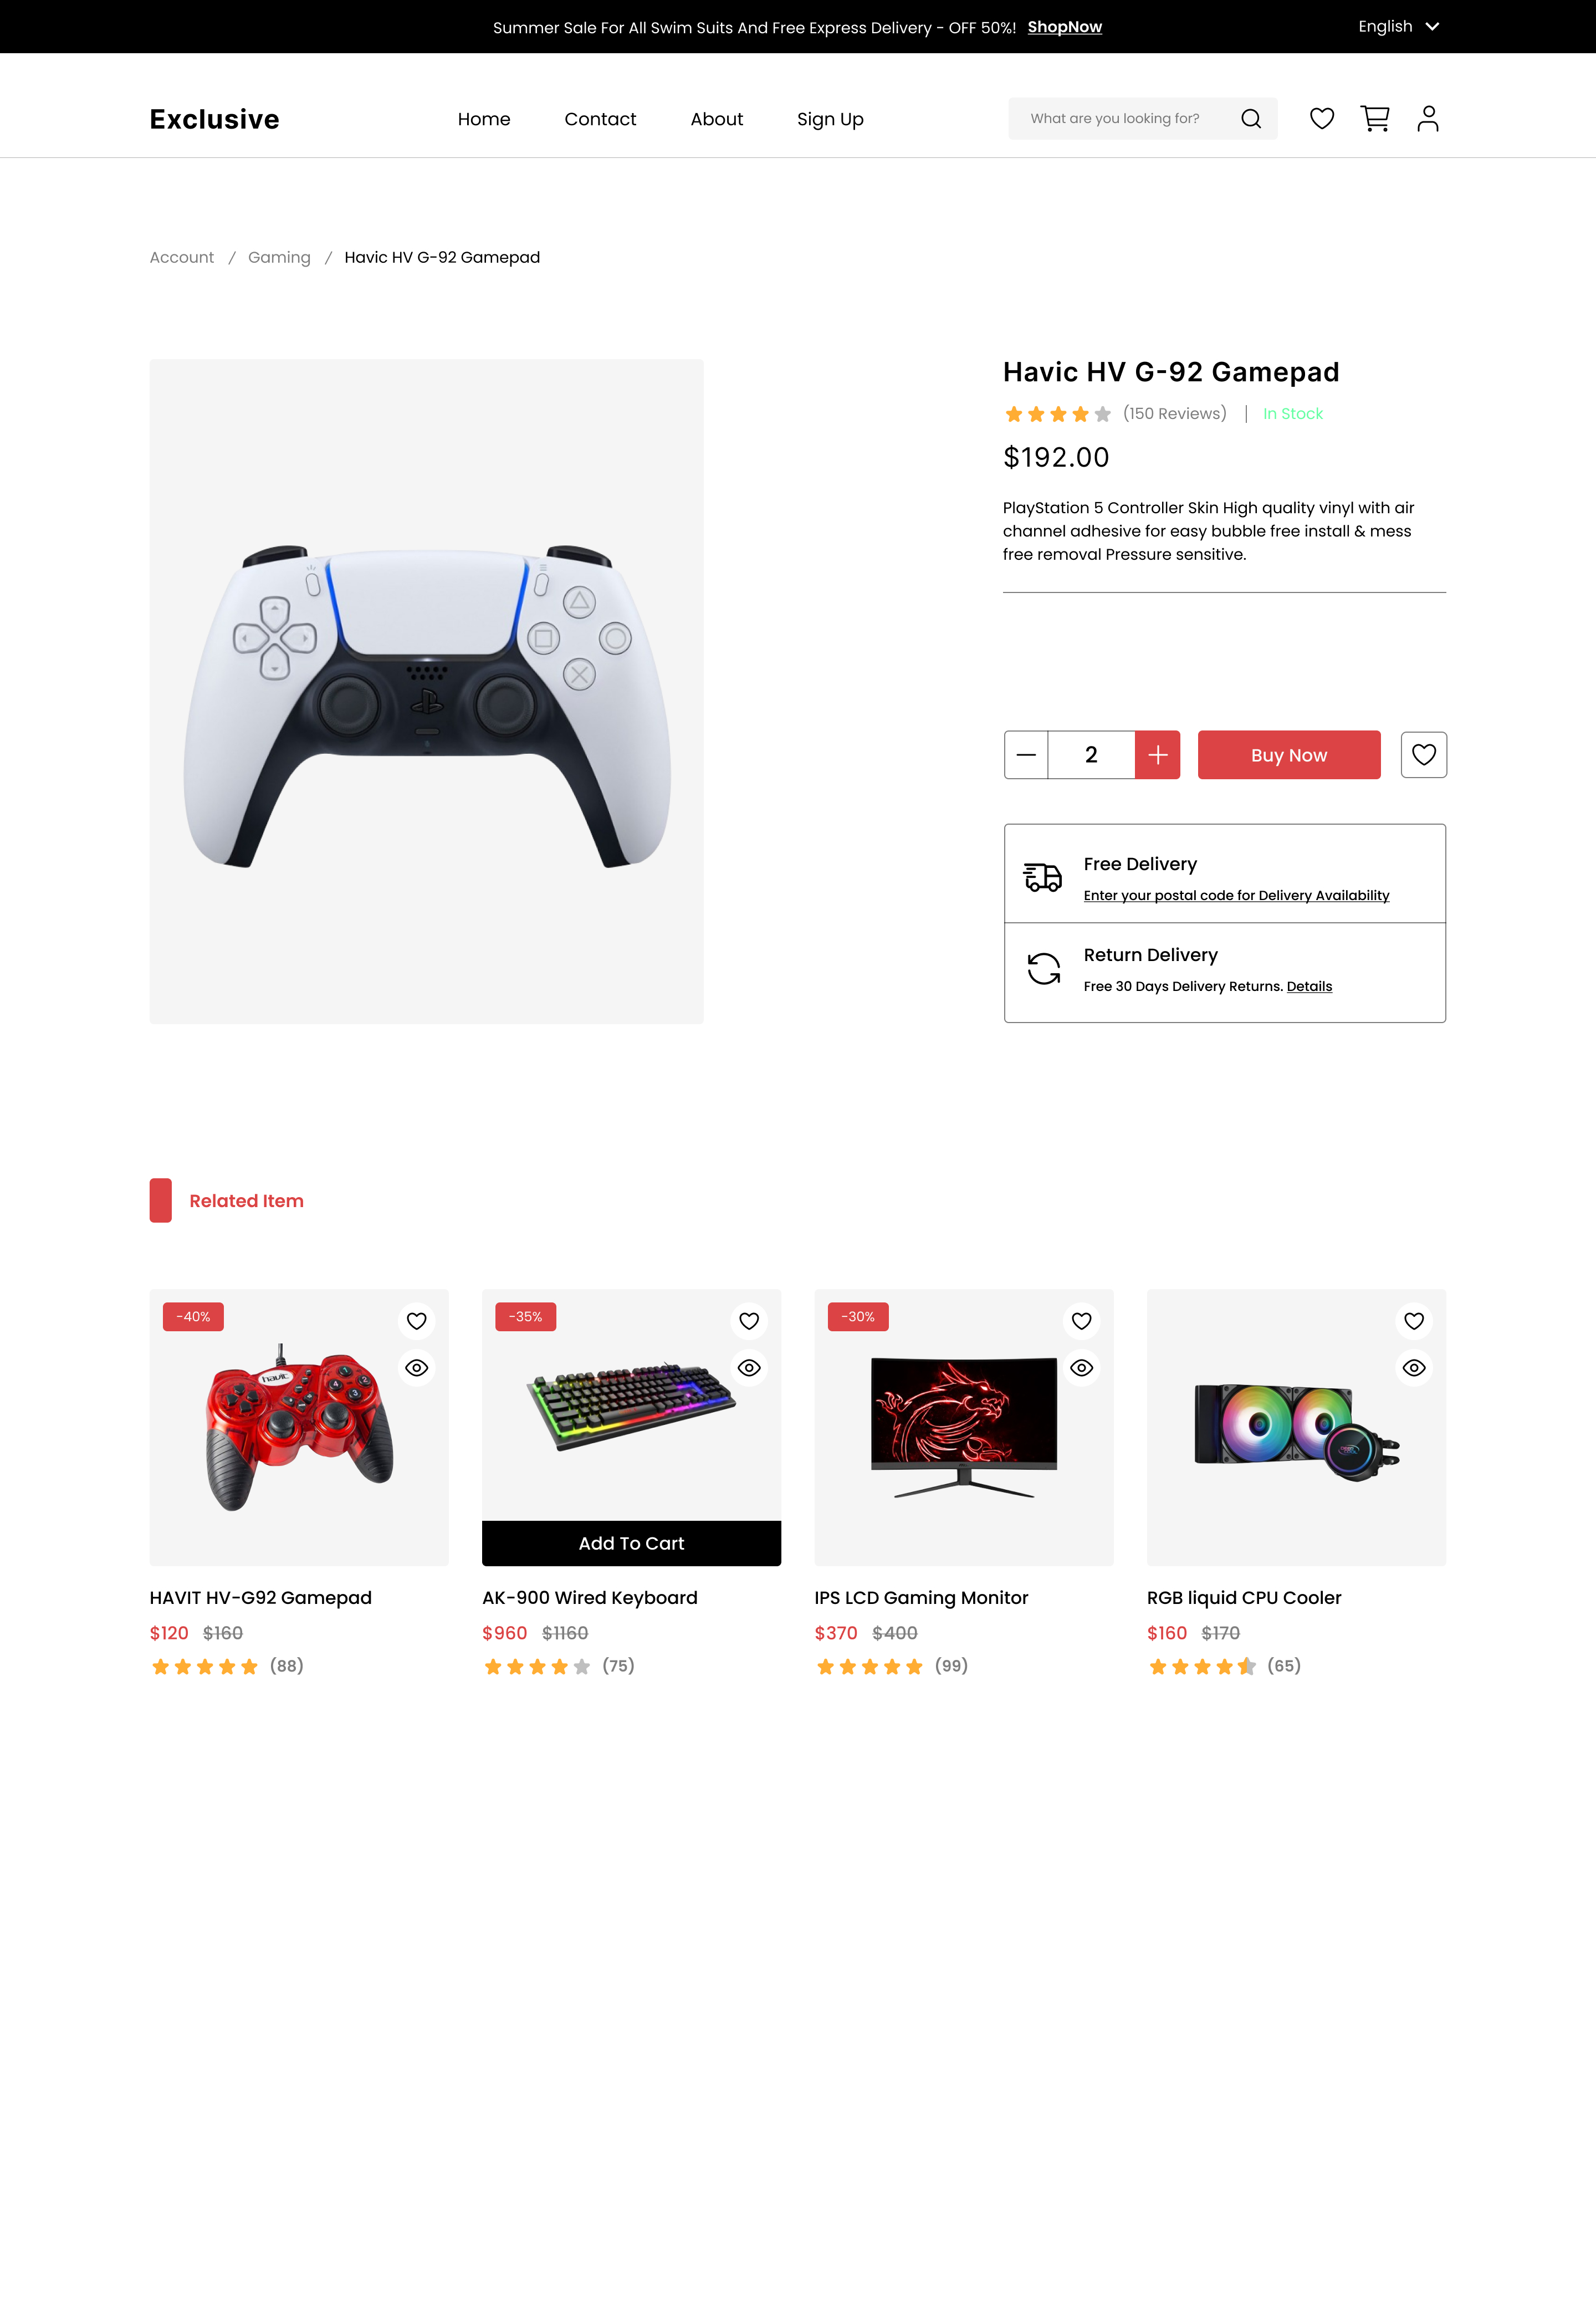 Summer Sale For All Swim Suits And Free Express Delivery - OFF 50%! ShopNow
English
Exclusive
Home
Contact
About
Sign Up
What are you looking for?
Account / Gaming / Havic HV G-92 Gamepad
Havic HV G-92 Gamepad
(150 Reviews) | In Stock
$192.00
PlayStation 5 Controller Skin High quality vinyl with air
channel adhesive for easy bubble free install & mess
free removal Pressure sensitive.
2
Buy Now
Free Delivery
Enter your postal code for Delivery Availability
Return Delivery
Free 30 Days Delivery Returns. Details
Related Item
-40%
havic
HAVIT HV-G92 Gamepad
$120 $160
(88)
-35%
Add To Cart
AK-900 Wired Keyboard
$960 $1160
(75)
-30%
IPS LCD Gaming Monitor
$370 $400
(99)
RGB liquid CPU Cooler
$160 $170
(65)